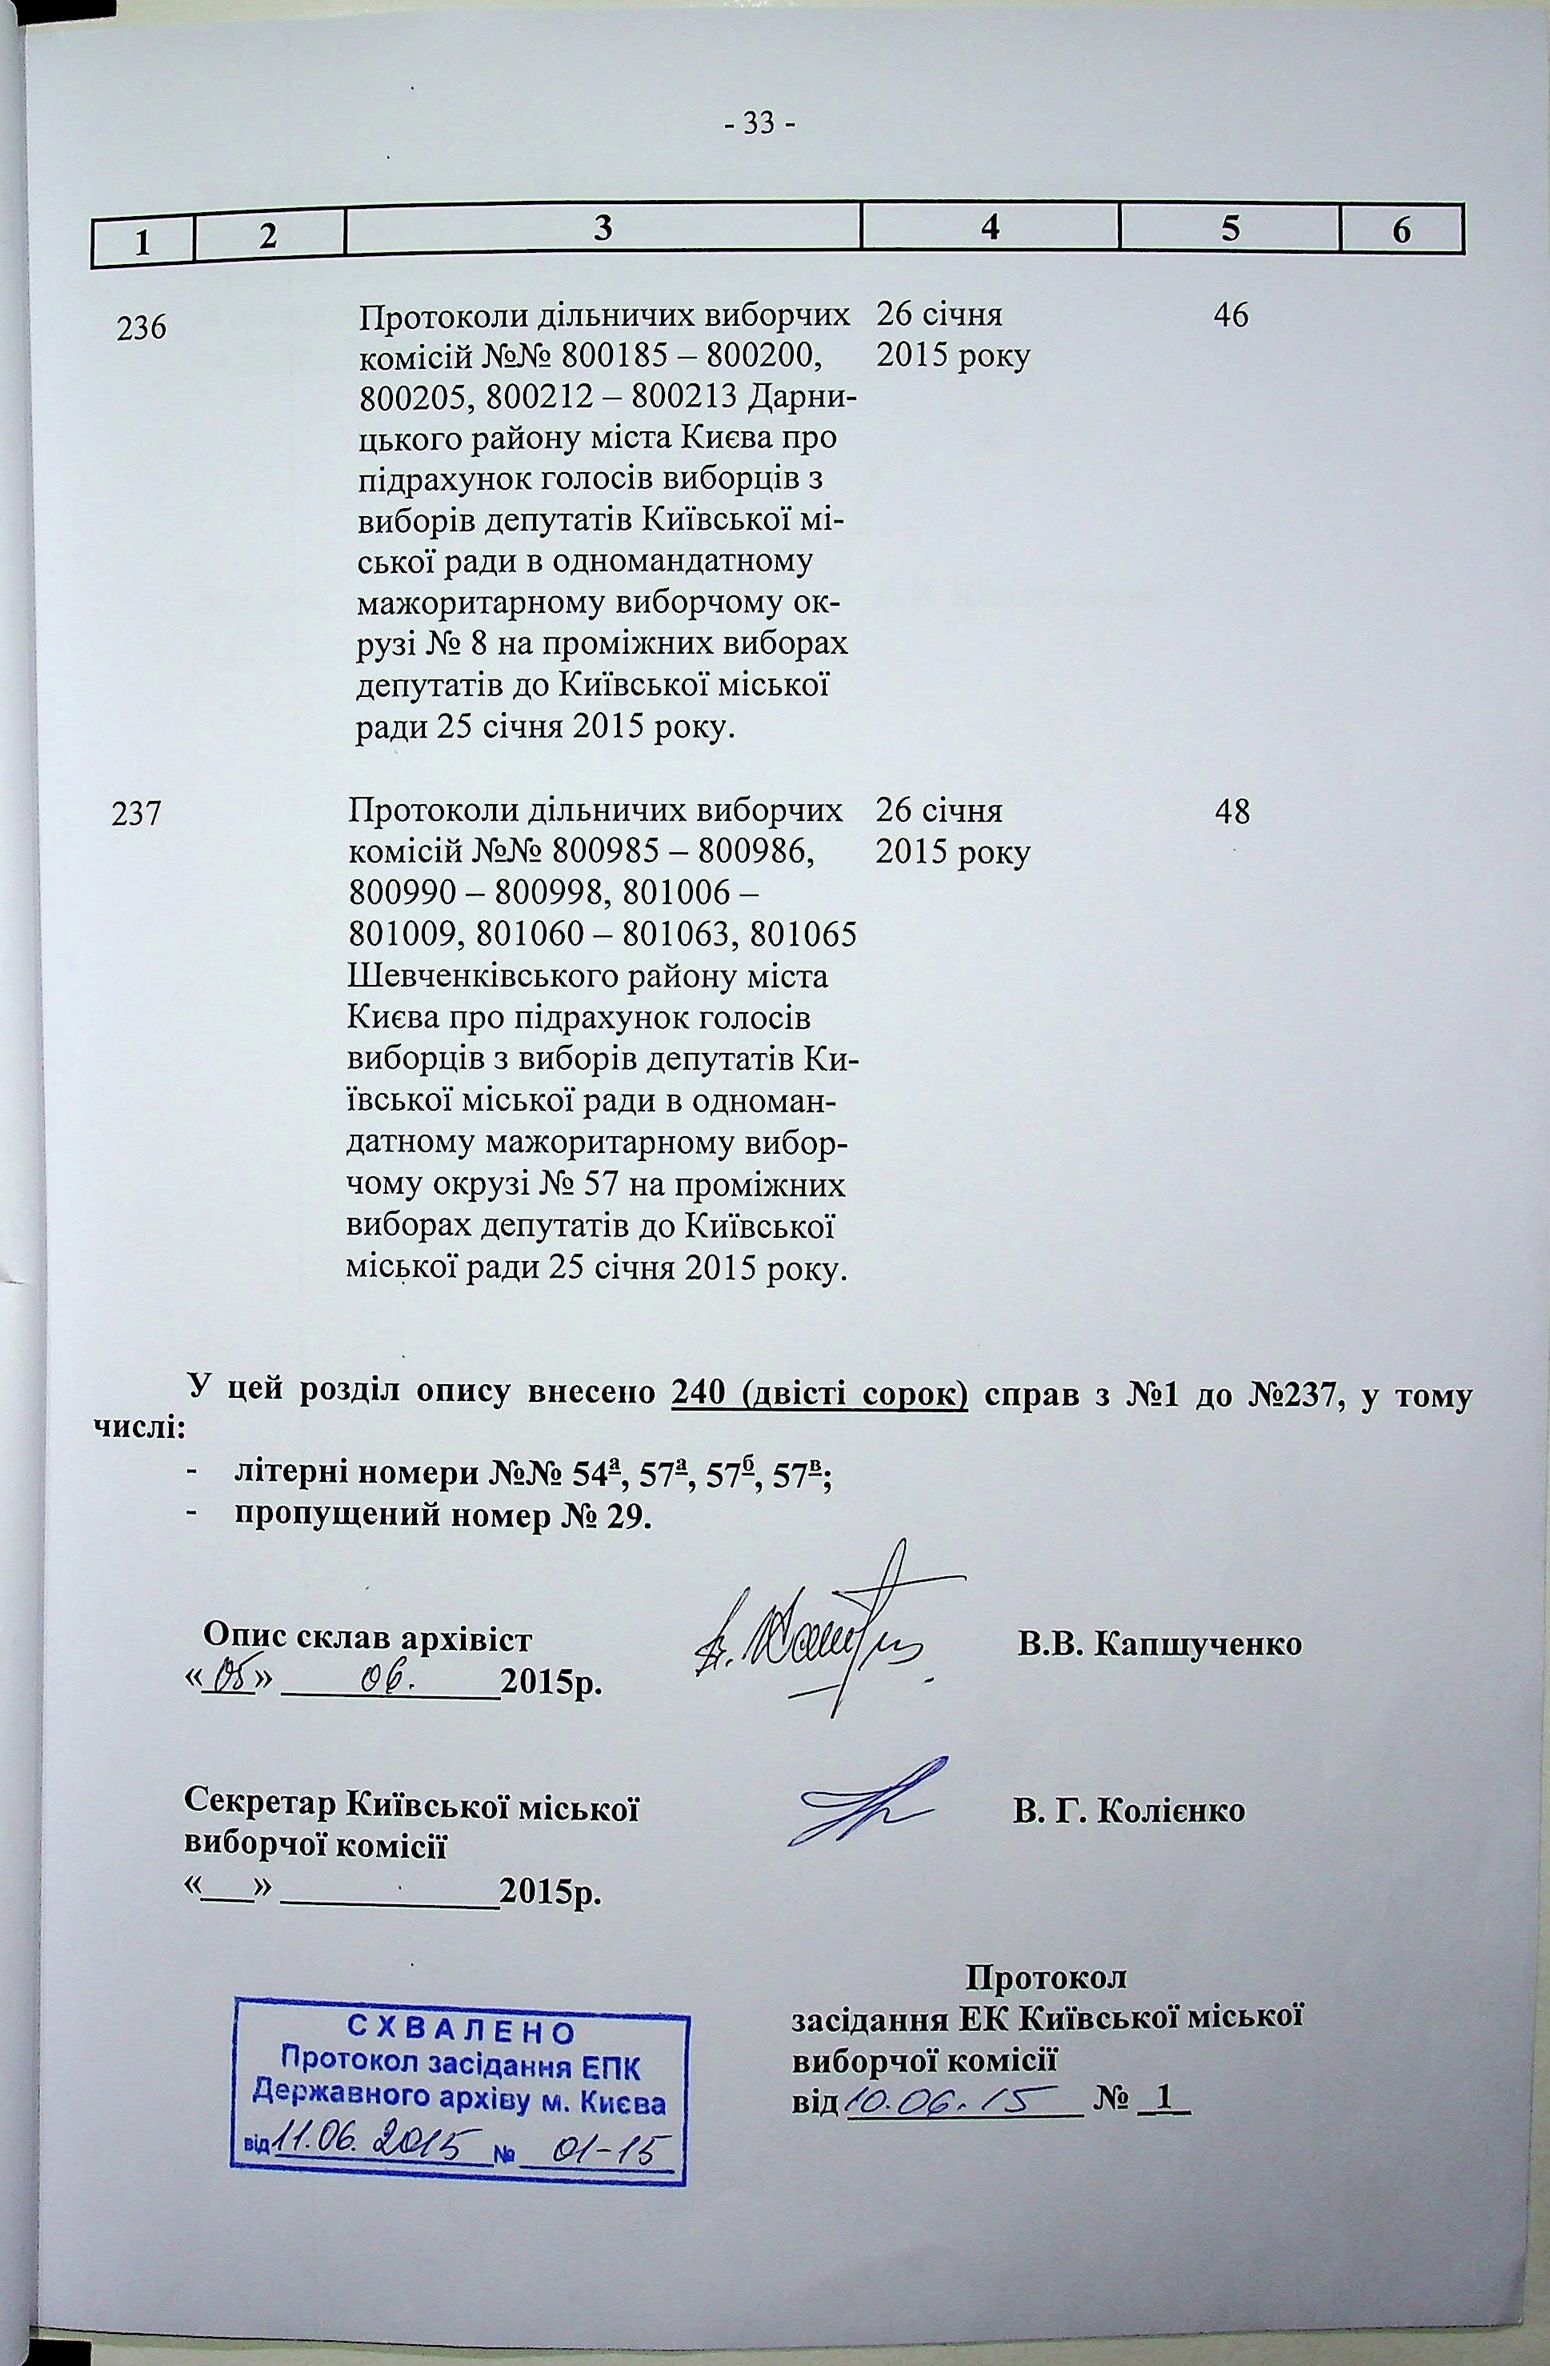 - 33 -
1 2 3 4 5 6
236 Протоколи дільничих виборчих 26 січня 46
комісій №№ 800185 – 800200, 2015 року
800205, 800212 – 800213 Дарни-
цького району міста Києва про
підрахунок голосів виборців з
виборів депутатів Київської мі-
ської ради в одномандатному
мажоритарному виборчому ок-
рузі № 8 на проміжних виборах
депутатів до Київської міської
ради 25 січня 2015 року.
237 Протоколи дільничих виборчих 26 січня 48
комісій №№ 800985 – 800986, 2015 року
800990 – 800998, 801006 –
801009, 801060 – 801063, 801065
Шевченківського району міста
Києва про підрахунок голосів
виборців з виборів депутатів Ки-
ївської міської ради в одноман-
датному мажоритарному вибор-
чому окрузі № 57 на проміжних
виборах депутатів до Київської
міської ради 25 січня 2015 року.
У цей розділ опису внесено 240 (двісті сорок) справ з №1 до №237, у тому
числі:
- літерні номери №№ 54а, 57а, 57б, 57в;
- пропущений номер № 29.
Опис склав архівіст В.В. Капшученко
«05» 06. 2015р.
Секретар Київської міської В. Г. Колієнко
виборчої комісії
«___» ____________2015р.
Протокол
засідання ЕК Київської міської
виборчої комісії
від 10.06.15 № 1
СХВАЛЕНО
Протокол засідання ЕПК
Державного архіву м. Києва
від 11.06.2015 № 01-15